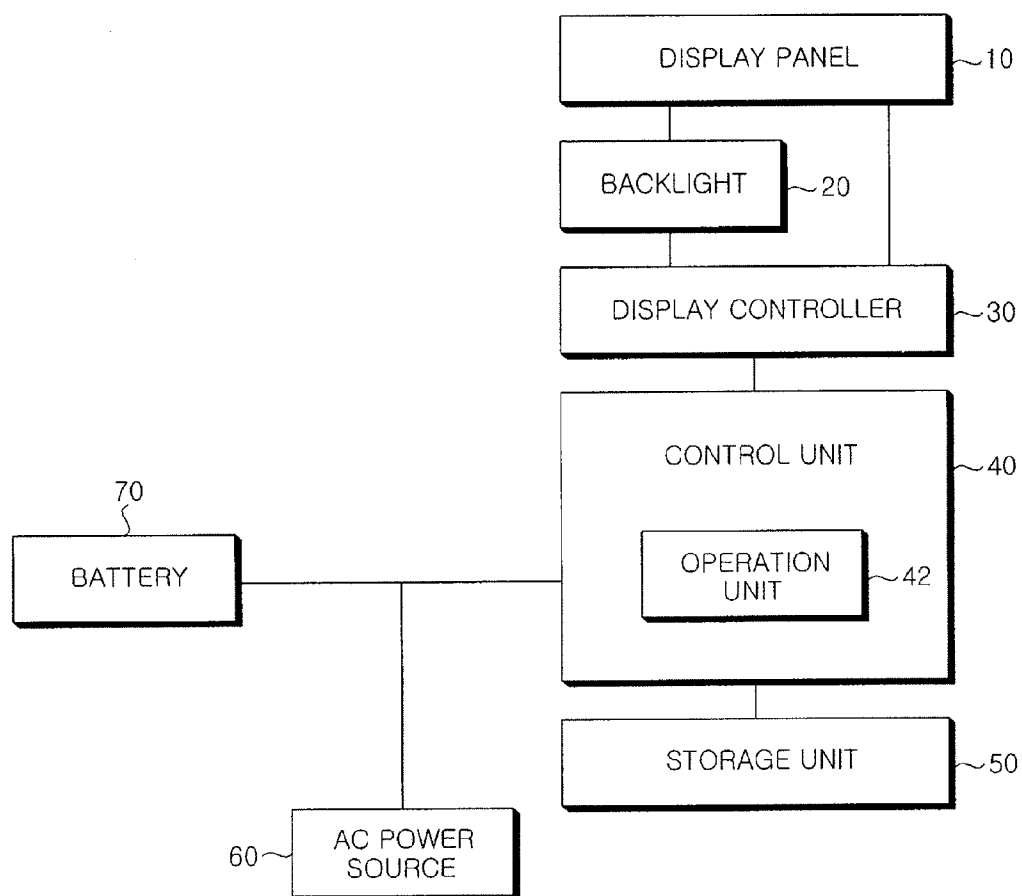 DISPLAY PANEL
10
BACKLIGHT
20
DISPLAY CONTROLLER
30
CONTROL UNIT
40
70
BATTERY
OPERATION
UNIT
42
STORAGE UNIT
50
60
AC POWER
SOURCE